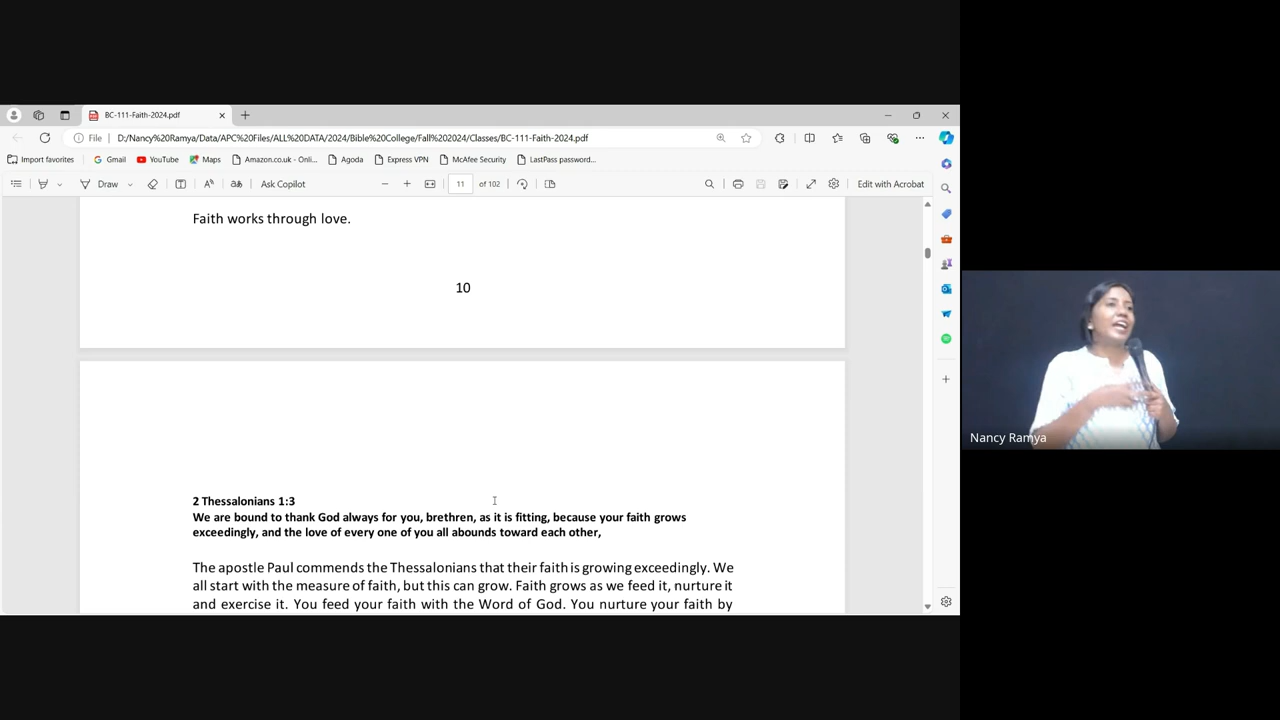 BC-111-Faith-2024.pdf
File
D:/Nancy%20Ramya/Data/APC%20Files/ALL%20DATA/2024/Bible%20College/Fall%202024/Classes/BC-111-Faith-2024.pdf
Import favorites Gmail YouTube Maps Amazon.co.uk - Onli... Agoda Express VPN McAfee Security LastPass password...
Draw Ask Copilot 11 of 102 Edit with Acrobat
Faith works through love.
10
2 Thessalonians 1:3
We are bound to thank God always for you, brethren, as it is fitting, because your faith grows
exceedingly, and the love of every one of you all abounds toward each other,
The apostle Paul commends the Thessalonians that their faith is growing exceedingly. We
all start with the measure of faith, but this can grow. Faith grows as we feed it, nurture it
and exercise it. You feed your faith with the Word of God. You nurture your faith by
Nancy Ramya